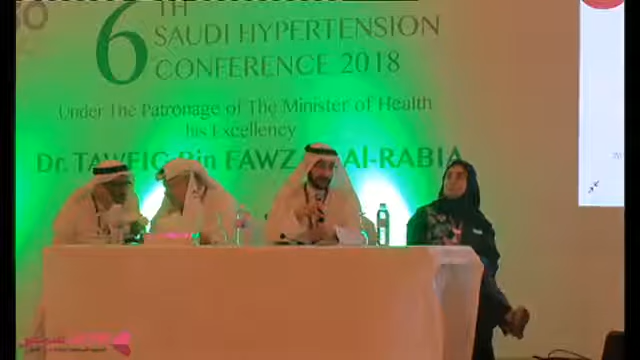 6TH
SAUDI HYPERTENSION
CONFERENCE 2018
Under The Patronage of The Minister of Health
his Excellency
Dr. TAWFIG Bin FAWZ Al-RABIA